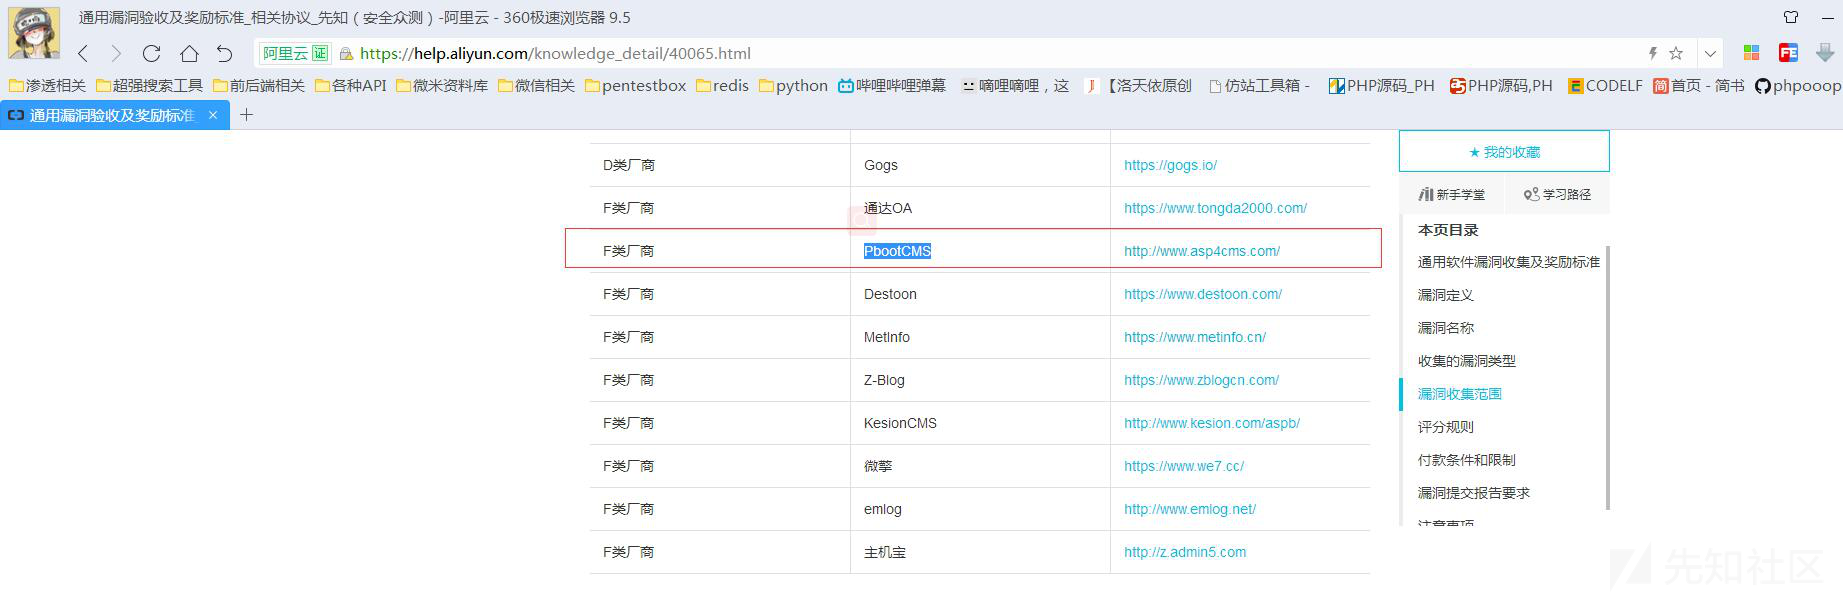 通用漏洞验收及奖励标准_相关协议_先知（安全众测）-阿里云 - 360极速浏览器 9.5
阿里云 证 https://help.aliyun.com/knowledge_detail/40065.html
渗透相关 超强搜索工具 前后端相关 各种API 微米资料库 微信相关 pentestbox redis python 哔哩哔哩弹幕 嘀哩嘀哩，这 【洛天依原创 仿站工具箱 - PHP源码_PH PHP源码,PH CODELF 简 首页 - 简书 phpooop
通用漏洞验收及奖励标准_ × +
D类厂商 Gogs https://gogs.io/
F类厂商 通达OA https://www.tongda2000.com/
F类厂商 PbootCMS http://www.asp4cms.com/
F类厂商 Destoon https://www.destoon.com/
F类厂商 MetInfo https://www.metinfo.cn/
F类厂商 Z-Blog https://www.zblogcn.com/
F类厂商 KesionCMS http://www.kesion.com/aspb/
F类厂商 微擎 https://www.we7.cc/
F类厂商 emlog http://www.emlog.net/
F类厂商 主机宝 http://z.admin5.com
★ 我的收藏
新手学堂 学习路径
本页目录
通用软件漏洞收集及奖励标准
漏洞定义
漏洞名称
收集的漏洞类型
漏洞收集范围
评分规则
付款条件和限制
漏洞提交报告要求
注意事项
先知社区